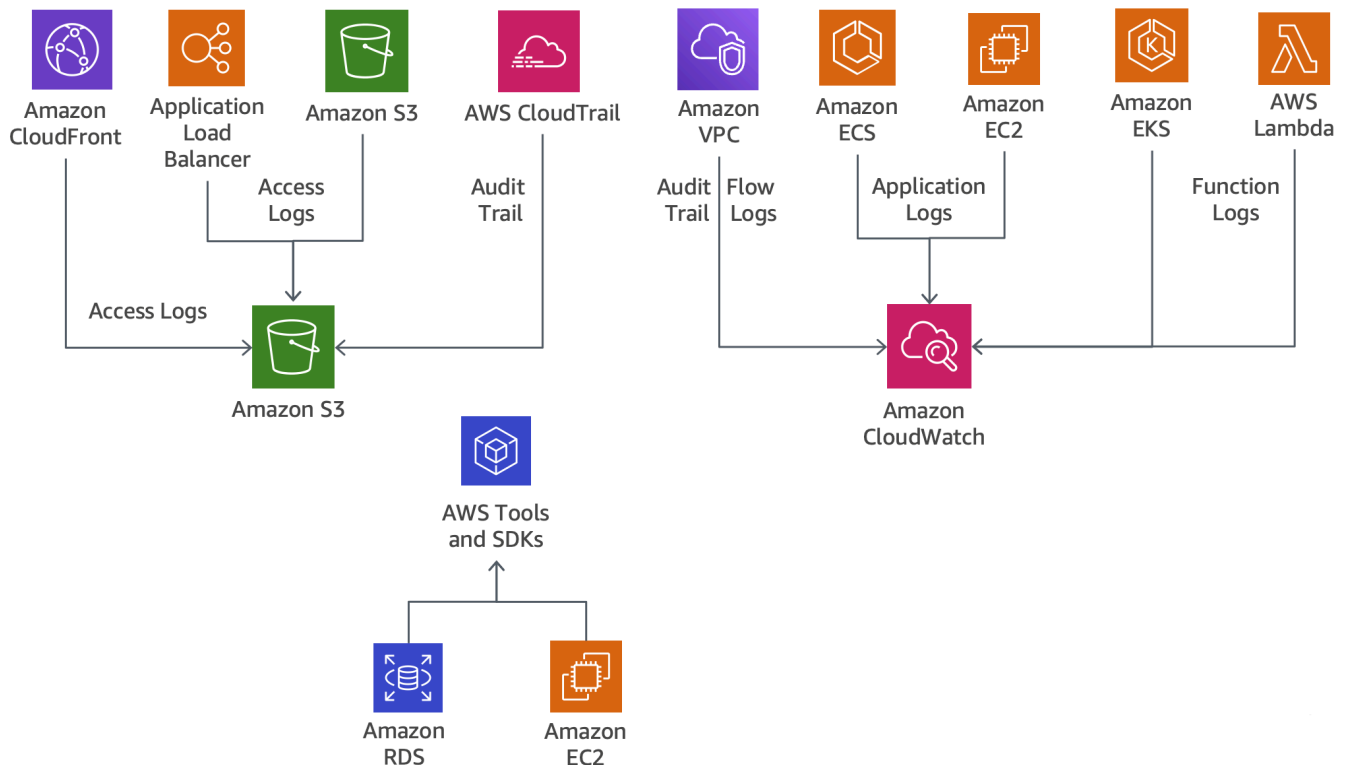 Amazon
CloudFront
Application
Load
Balancer
Amazon S3
AWS CloudTrail
Amazon
VPC
Amazon
ECS
Amazon
EC2
Amazon
EKS
AWS
Lambda
Access
Logs
Audit
Trail
Audit
Trail
Flow
Logs
Application
Logs
Function
Logs
Access Logs
Amazon S3
Amazon
CloudWatch
K
AWS Tools
and SDKs
Amazon
RDS
Amazon
EC2